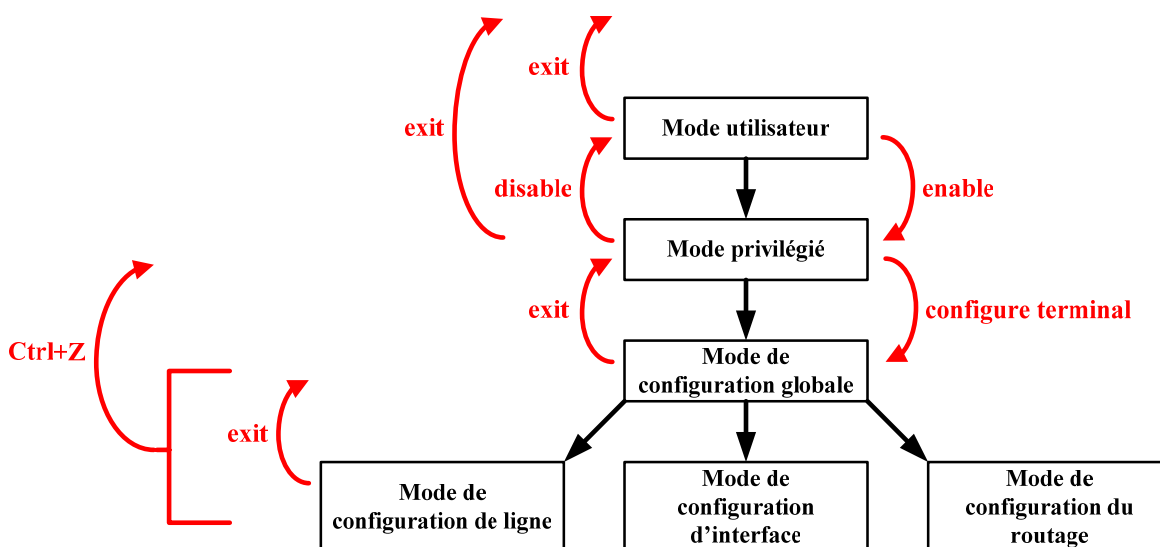 exit
Mode utilisateur
exit
disable
enable
Mode privilégié
exit
configure terminal
Ctrl+Z
Mode de
configuration globale
exit
Mode de
configuration de ligne
Mode de
configuration
d’interface
Mode de
configuration du
routage